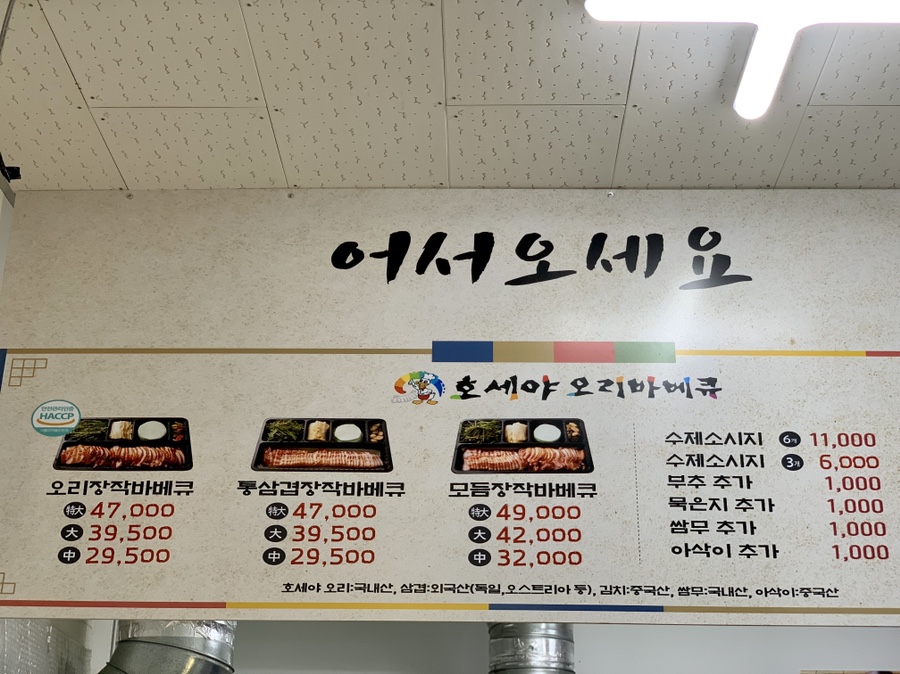 어서오세요
호세야 오리바베큐
안전관리인증
HACCP
오리장작바베큐
特大 47,000
大 39,500
中 29,500
통삼겹장작바베큐
特大 47,000
大 39,500
中 29,500
모듬장작바베큐
特大 49,000
大 42,000
中 32,000
수제소시지 6개 11,000
수제소시지 3개 6,000
부추 추가 1,000
묵은지 추가 1,000
쌈무 추가 1,000
아삭이 추가 1,000
호세야 오리:국내산, 삼겹:외국산(독일,오스트리아 등), 김치:중국산, 쌈무:국내산, 아삭이:중국산